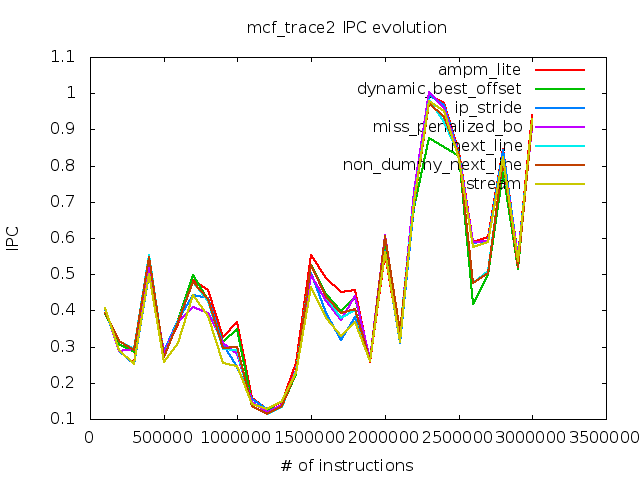 mcf_trace2 IPC evolution
1.1
1
0.9
0.8
0.7
0.6
0.5
0.4
0.3
0.2
0.1
IPC
ampm_lite
dynamic_best_offset
ip_stride
miss_penalized_bo
next_line
non_dummy_next_line
stream
0 500000 1000000 1500000 2000000 2500000 3000000 3500000
# of instructions